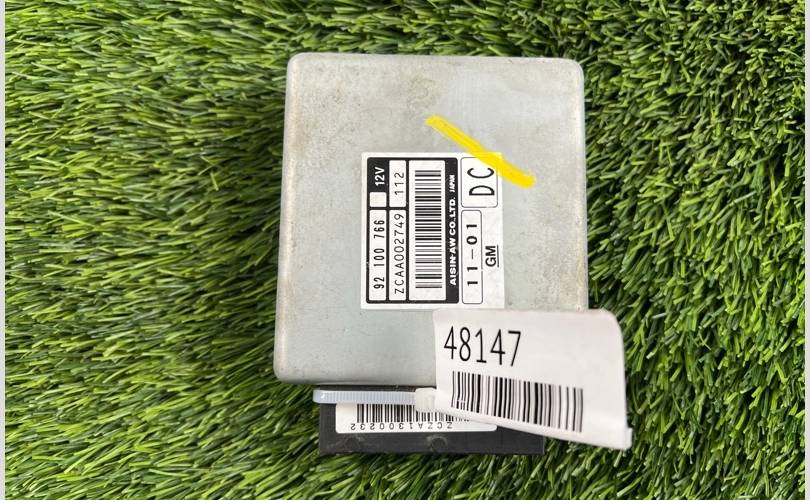 92 100 766 12V
ZCAA002749 112
AISIN-AW CO.,LTD. JAPAN
11-01 DC
GM
48147
ZCZA1300232